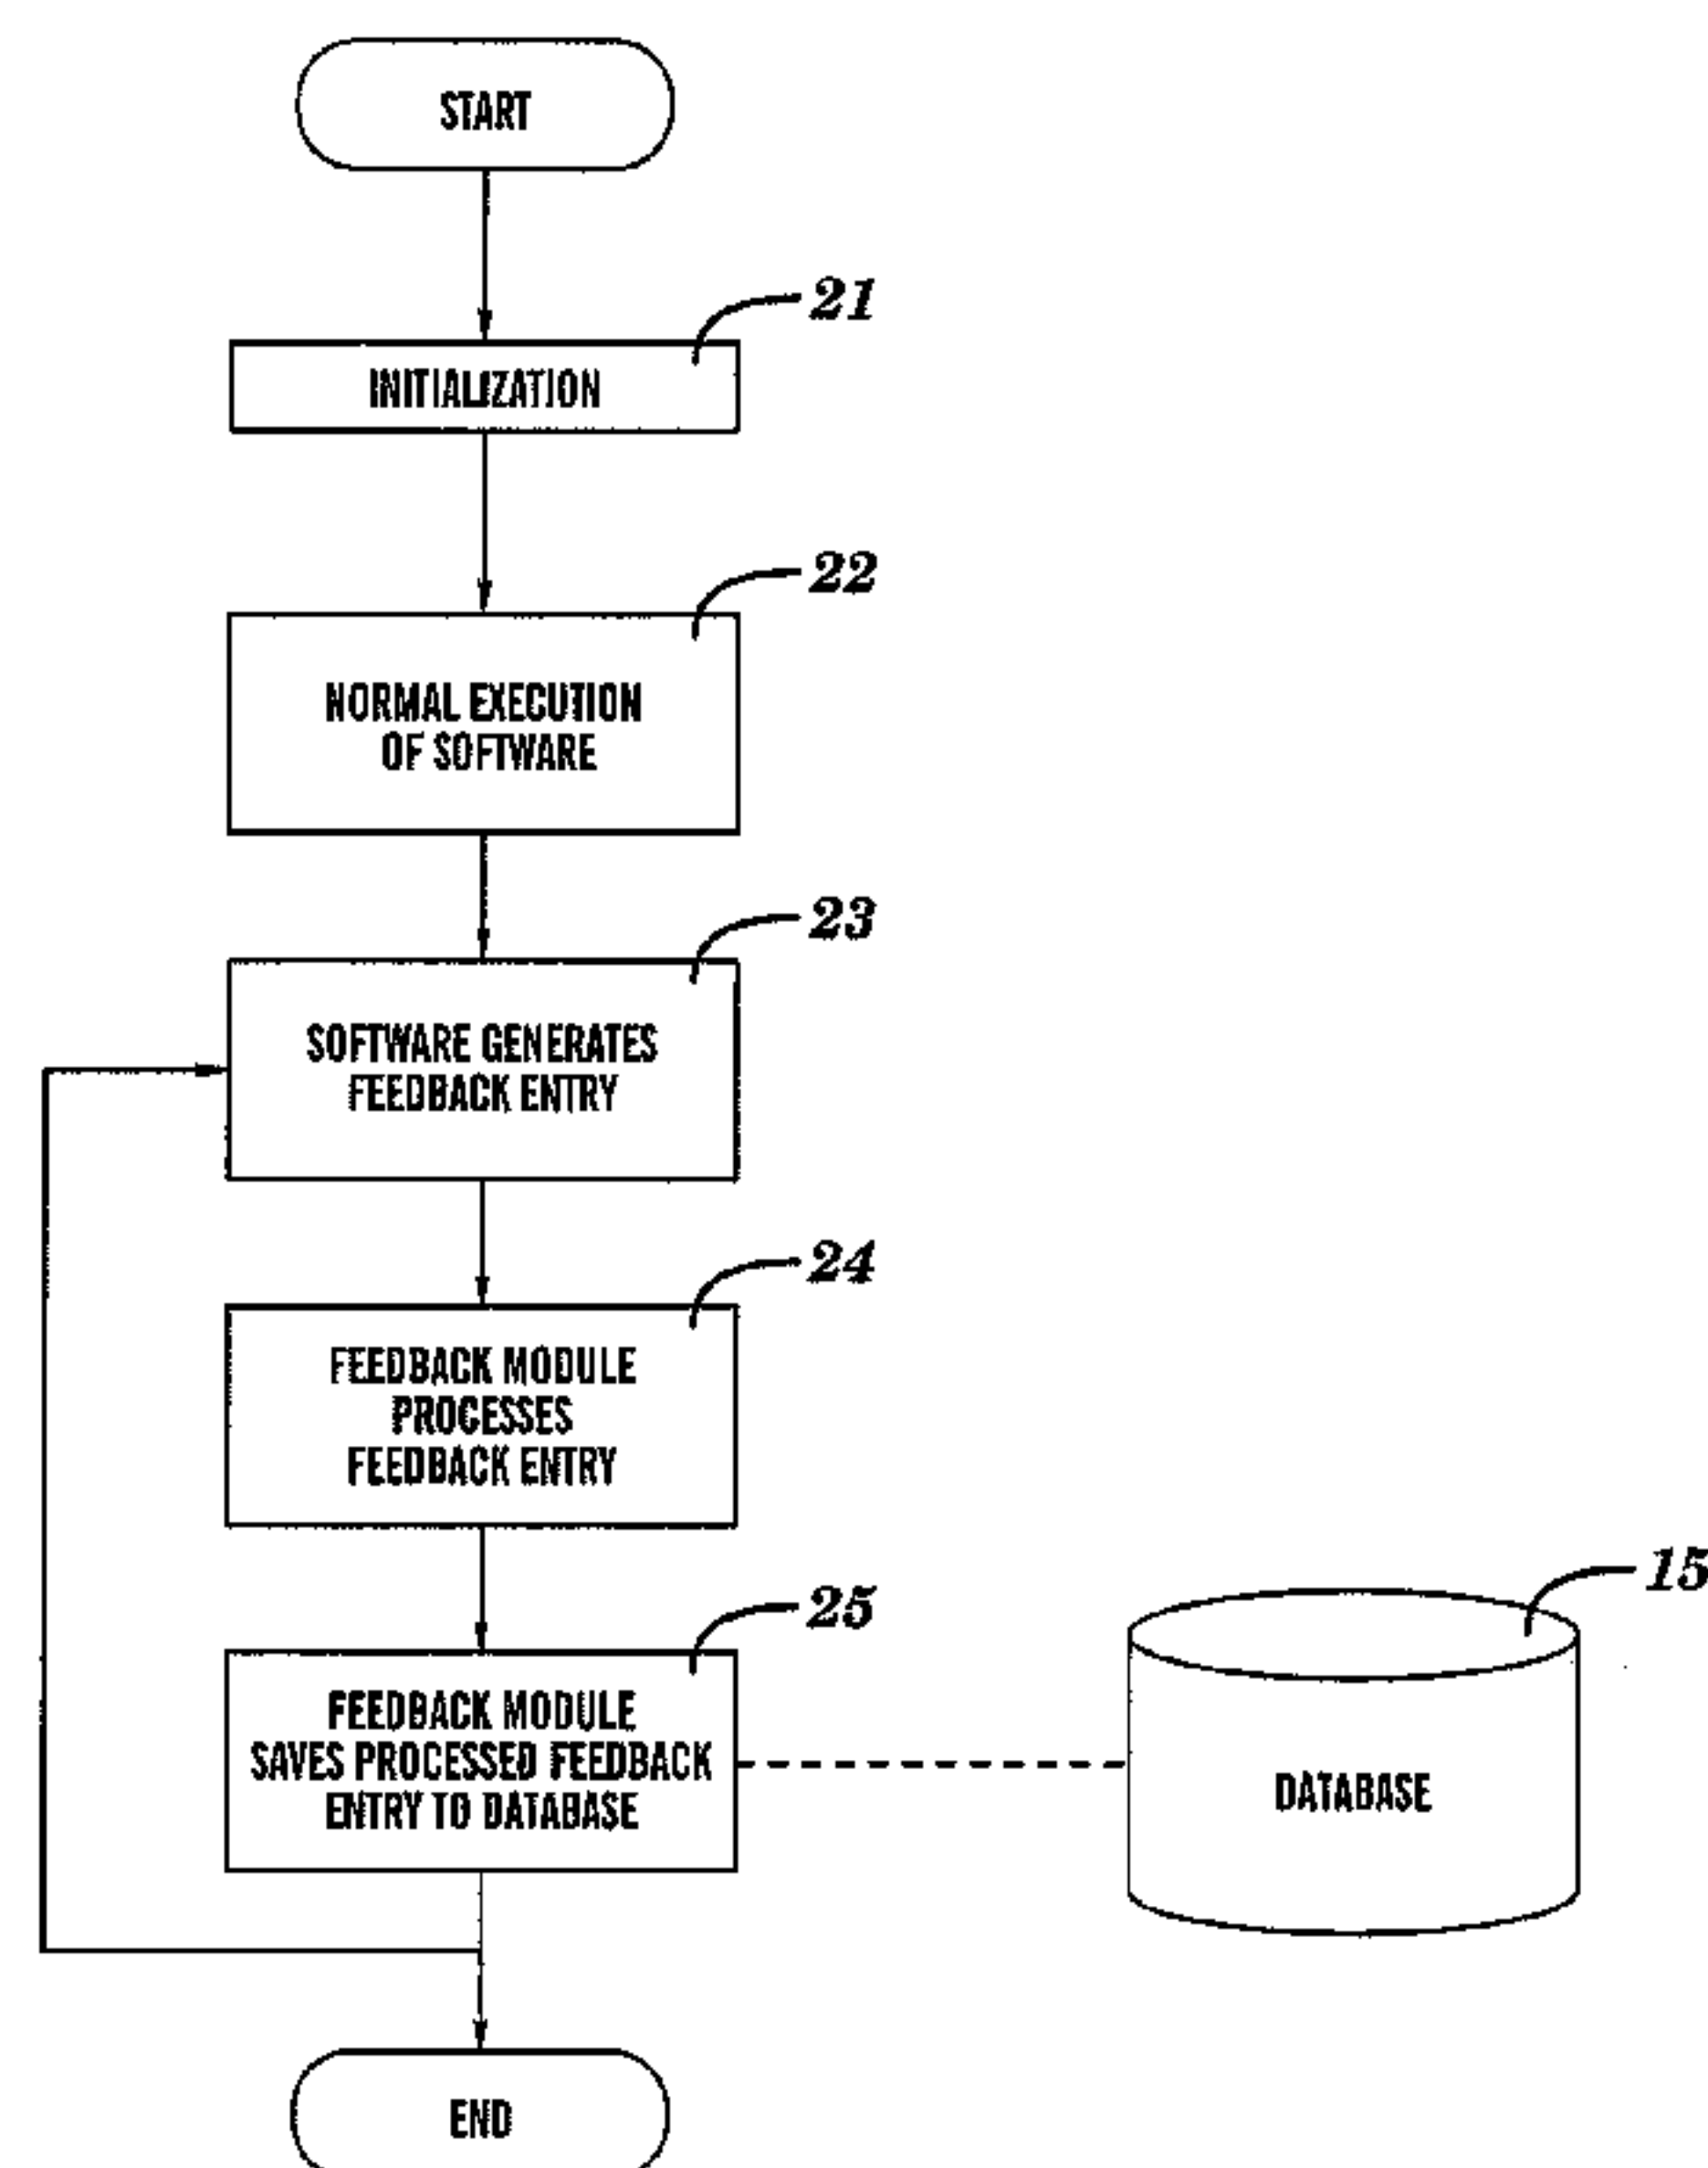 START
21
INITIALIZATION
22
NORMAL EXECUTION
OF SOFTWARE
23
SOFTWARE GENERATES
FEEDBACK ENTRY
24
FEEDBACK MODULE
PROCESSES
FEEDBACK ENTRY
25
FEEDBACK MODULE
SAVES PROCESSED FEEDBACK
ENTRY TO DATABASE
15
DATABASE
END